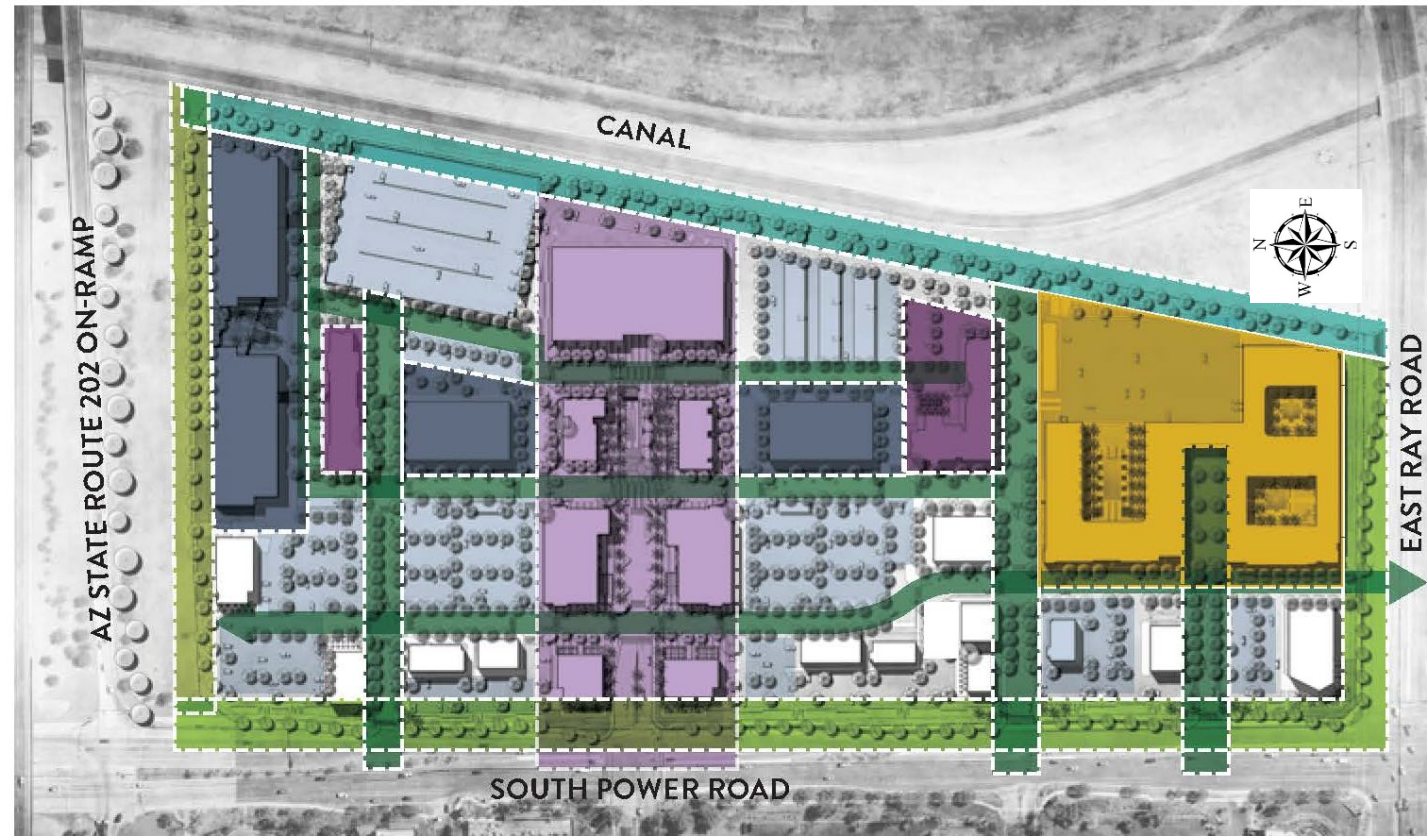 CANAL
E
N
S
W
AZ STATE ROUTE 202 ON-RAMP
EAST RAY ROAD
SOUTH POWER ROAD